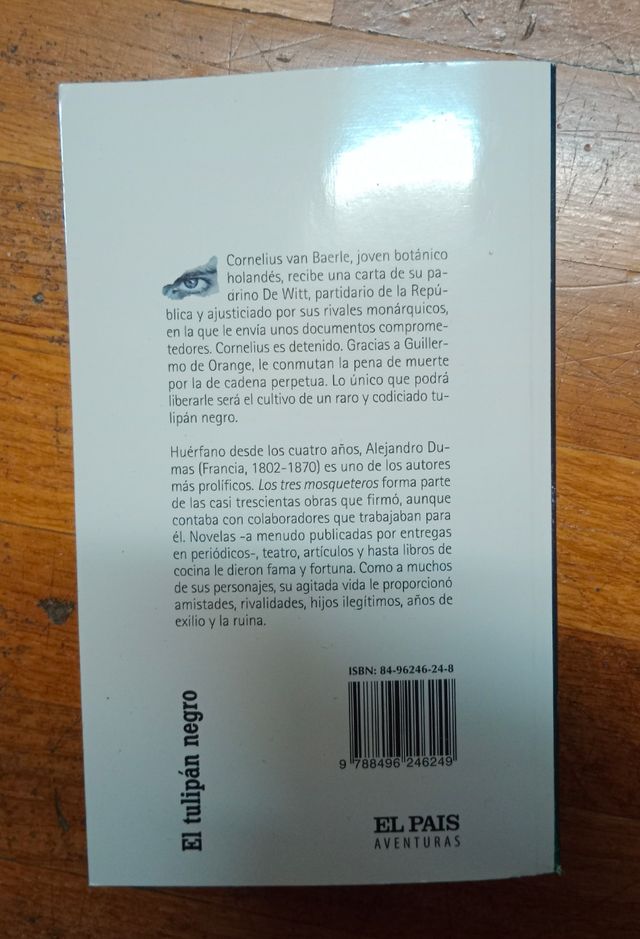 Cornelius van Baerle, joven botánico
holandés, recibe una carta de su pa-
drino De Witt, partidario de la Repú-
blica y ajusticiado por sus rivales monárquicos,
en la que le envía unos documentos comprome-
tedores. Cornelius es detenido. Gracias a Guiller-
mo de Orange, le conmutan la pena de muerte
por la de cadena perpetua. Lo único que podrá
liberarle será el cultivo de un raro y codiciado tu-
lipán negro.
Huérfano desde los cuatro años, Alejandro Du-
mas (Francia, 1802-1870) es uno de los autores
más prolíficos. Los tres mosqueteros forma parte
de las casi trescientas obras que firmó, aunque
contaba con colaboradores que trabajaban para
él. Novelas -a menudo publicadas por entregas
en periódicos-, teatro, artículos y hasta libros de
cocina le dieron fama y fortuna. Como a muchos
de sus personajes, su agitada vida le proporcionó
amistades, rivalidades, hijos ilegítimos, años de
exilio y la ruina.
El tulipán negro
ISBN: 84-96246-24-8
9 788496 246249
EL PAIS
AVENTURAS